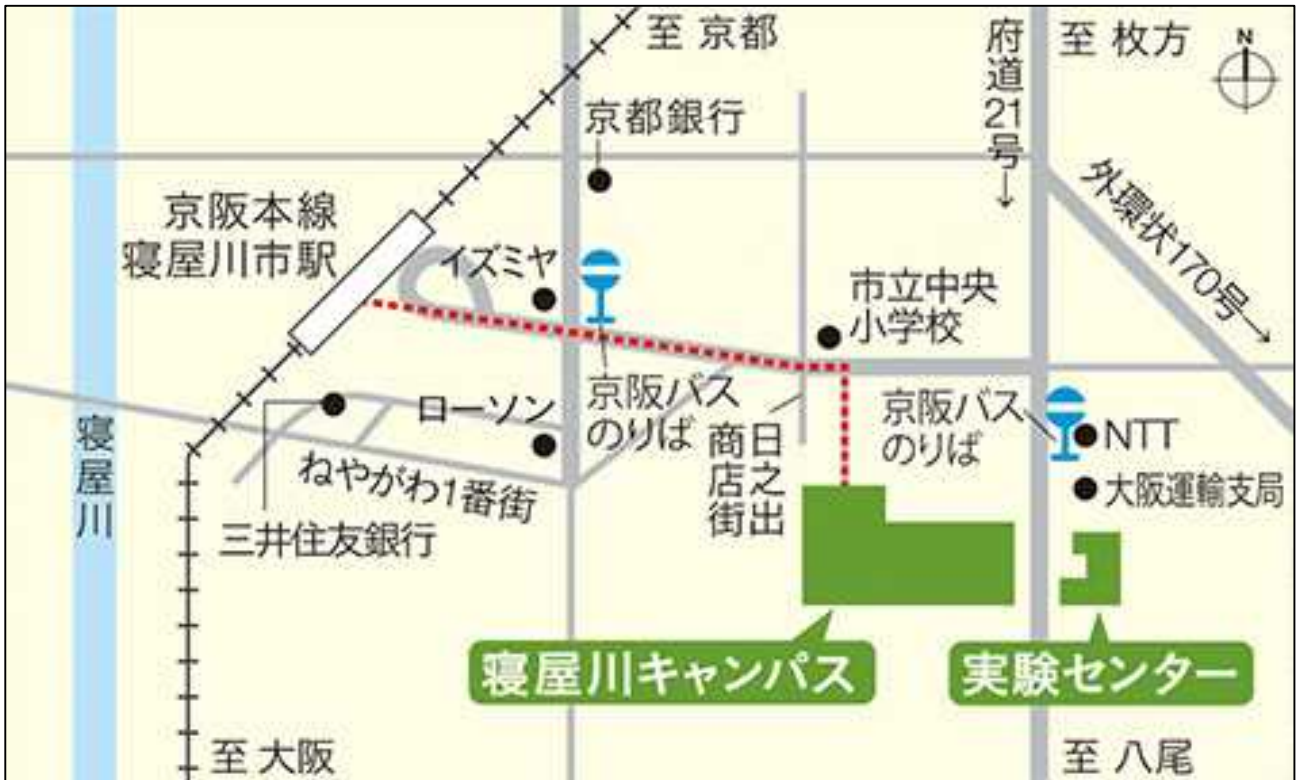 至 京都
府道21号
至 枚方
N
京都銀行
外環状170号
京阪本線
寝屋川市駅
イズミヤ
市立中央
小学校
京阪バス
のりば
ローソン
日之出
商店街
京阪バス
のりば
NTT
大阪運輸支局
寝屋川
ねやがわ1番街
三井住友銀行
寝屋川キャンパス
実験センター
至 大阪
至 八尾